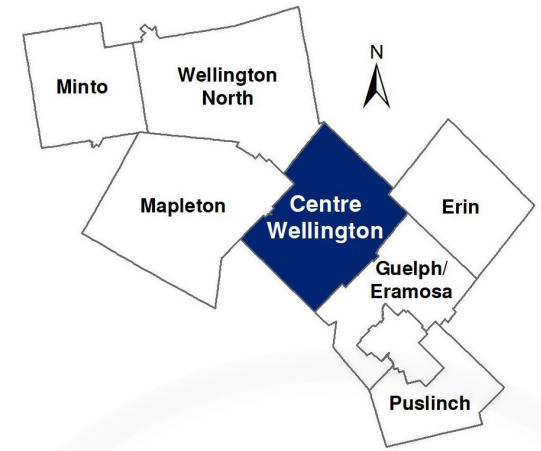 N
Minto
Wellington
North
Mapleton
Centre
Wellington
Erin
Guelph/
Eramosa
Puslinch